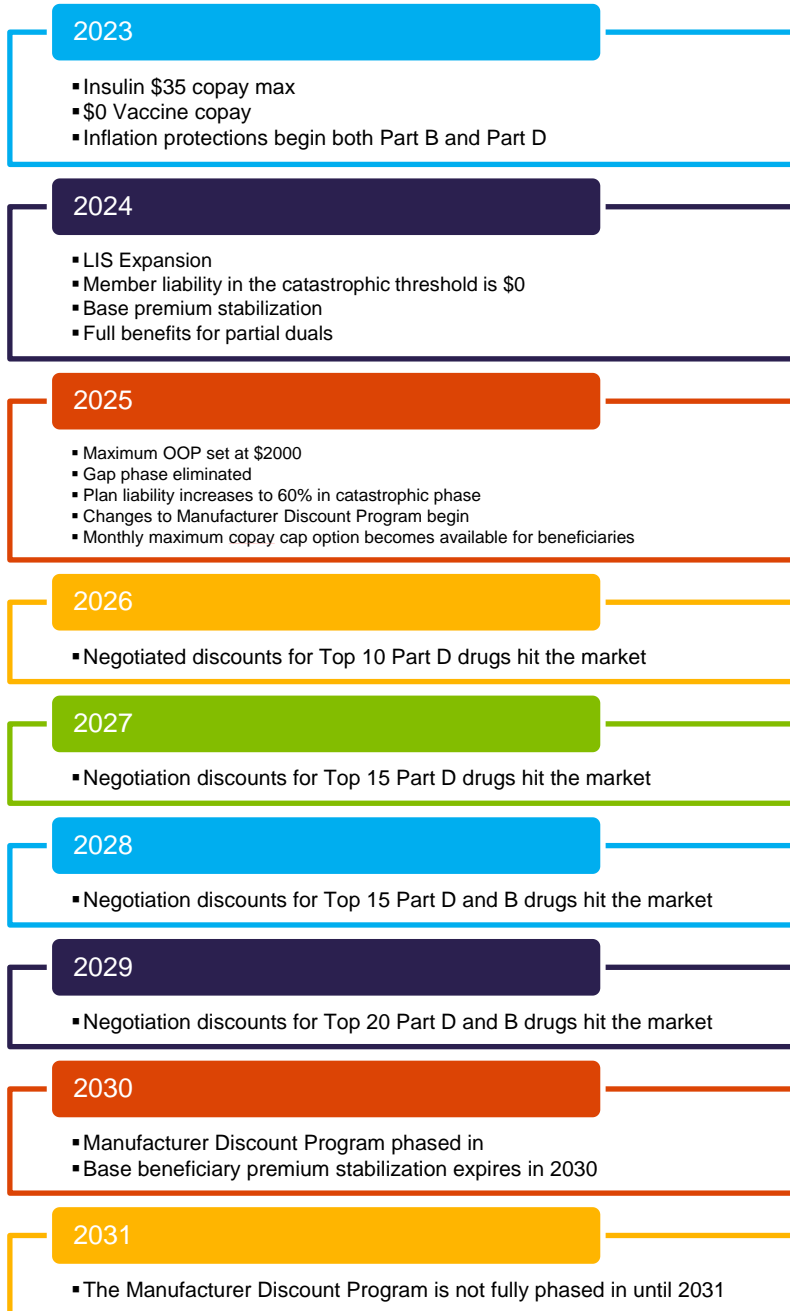 2023
▪Insulin $35 copay max
▪$0 Vaccine copay
▪Inflation protections begin both Part B and Part D
2024
▪LIS Expansion
▪Member liability in the catastrophic threshold is $0
▪Base premium stabilization
▪Full benefits for partial duals
2025
▪Maximum OOP set at $2000
▪Gap phase eliminated
▪Plan liability increases to 60% in catastrophic phase
▪Changes to Manufacturer Discount Program begin
▪Monthly maximum copay cap option becomes available for beneficiaries
2026
▪Negotiated discounts for Top 10 Part D drugs hit the market
2027
▪Negotiation discounts for Top 15 Part D drugs hit the market
2028
▪Negotiation discounts for Top 15 Part D and B drugs hit the market
2029
▪Negotiation discounts for Top 20 Part D and B drugs hit the market
2030
▪Manufacturer Discount Program phased in
▪Base beneficiary premium stabilization expires in 2030
2031
▪The Manufacturer Discount Program is not fully phased in until 2031